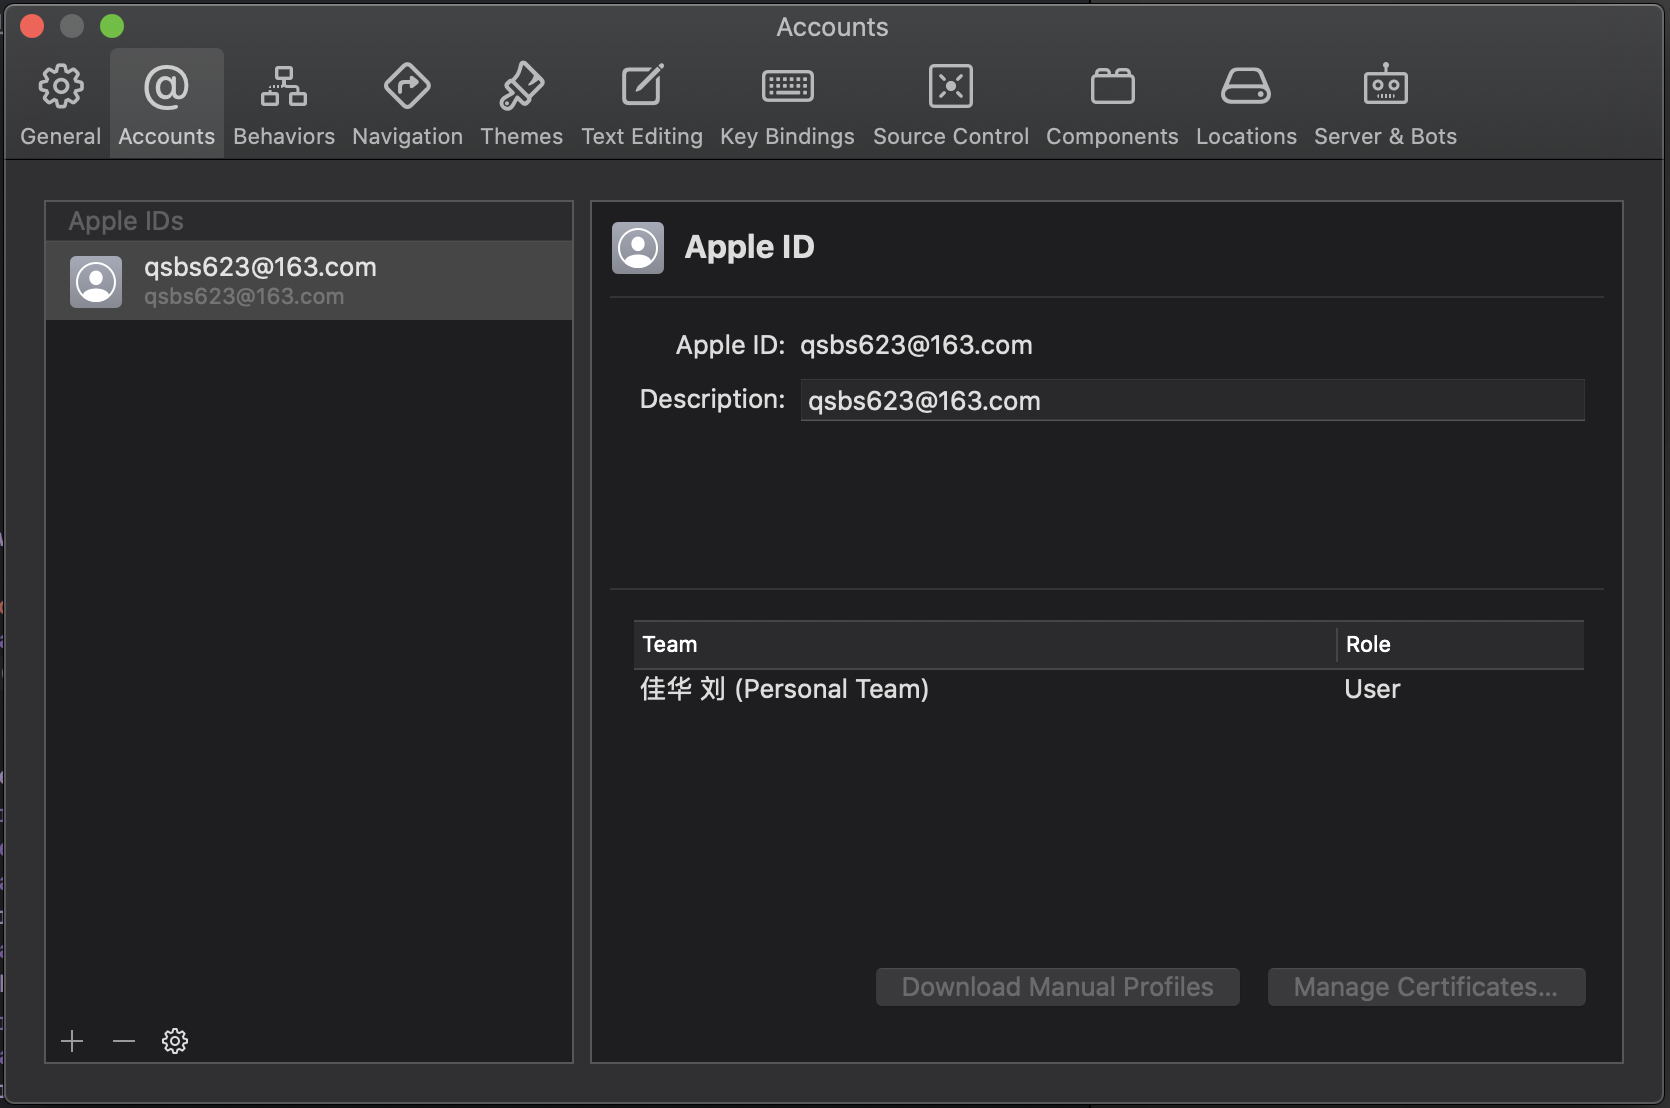 Accounts
General
Accounts
Behaviors
Navigation
Themes
Text Editing
Key Bindings
Source Control
Components
Locations
Server & Bots
Apple IDs
qsbs623@163.com
qsbs623@163.com
Apple ID
Apple ID: qsbs623@163.com
Description: qsbs623@163.com
Team Role
佳华 刘 (Personal Team) User
Download Manual Profiles
Manage Certificates...